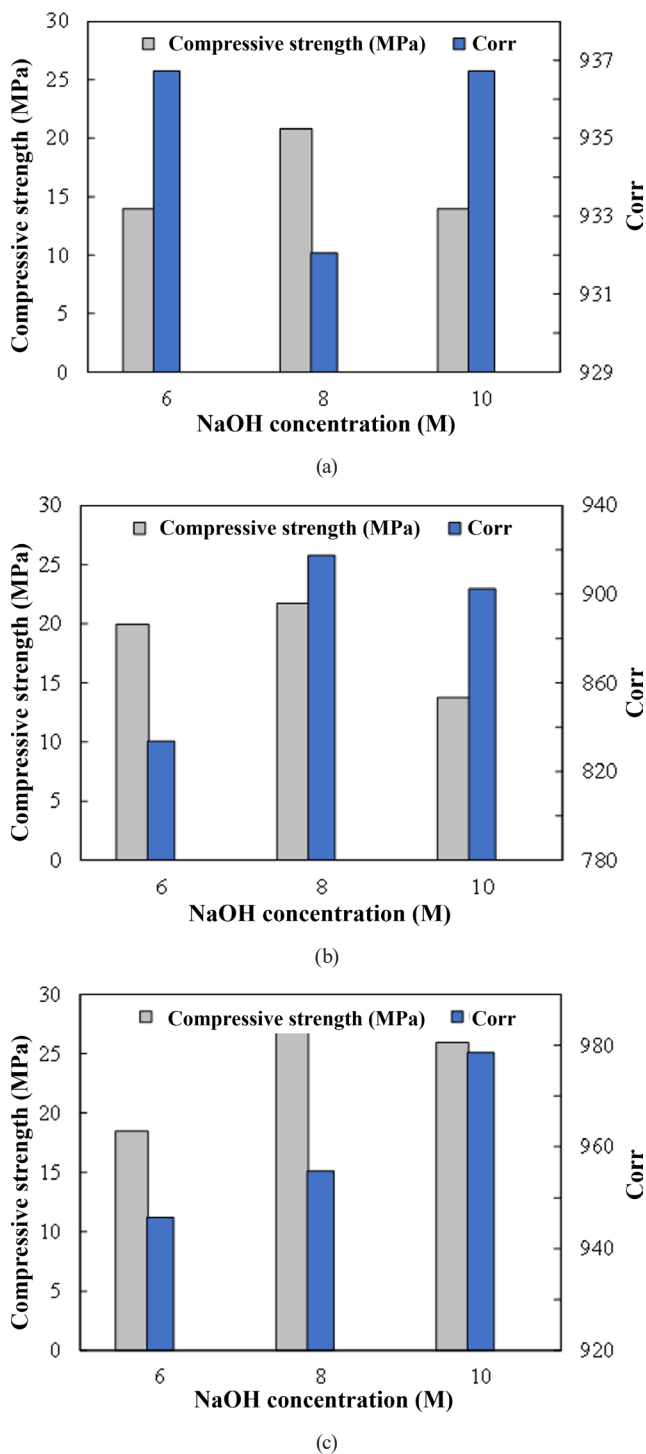 30
25
20
15
10
5
0
Compressive strength (MPa)
Compressive strength (MPa) Corr
937
935
933
931
929
Corr
6 8 10
NaOH concentration (M)
(a)
30
25
20
15
10
5
0
Compressive strength (MPa)
Compressive strength (MPa) Corr
940
900
860
820
780
Corr
6 8 10
NaOH concentration (M)
(b)
30
25
20
15
10
5
0
Compressive strength (MPa)
Compressive strength (MPa) Corr
980
960
940
920
Corr
6 8 10
NaOH concentration (M)
(c)